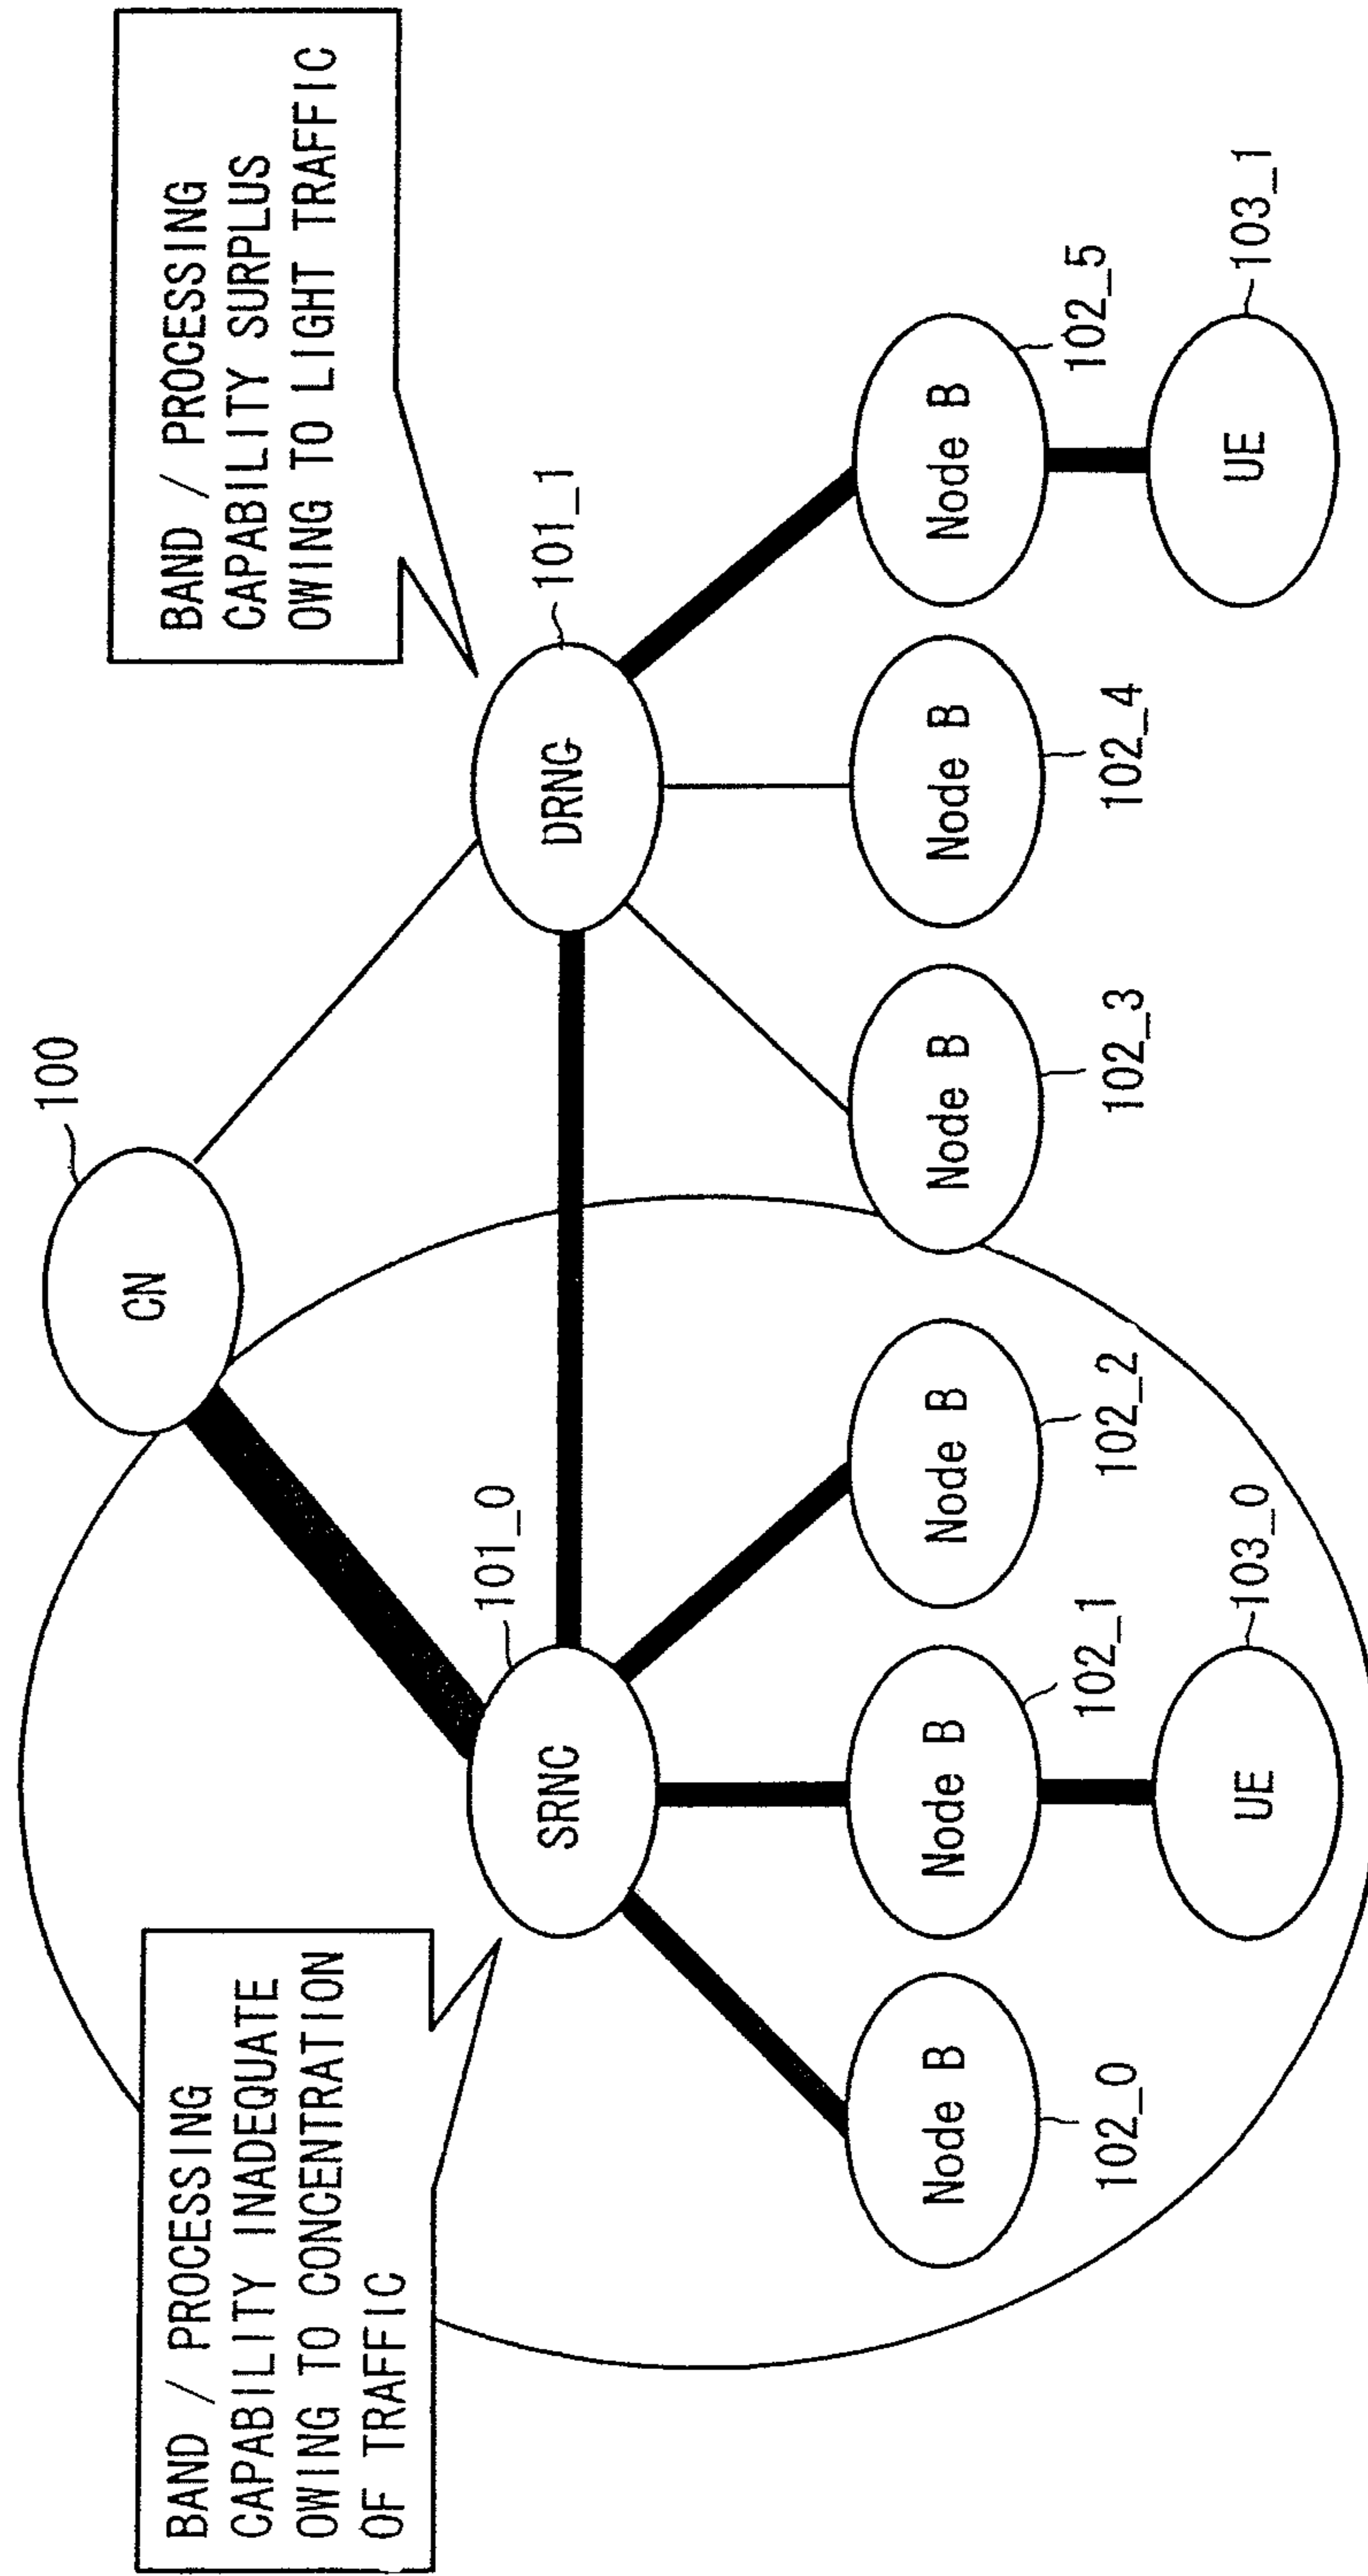 BAND / PROCESSING
CAPABILITY INADEQUATE
OWING TO CONCENTRATION
OF TRAFFIC
BAND / PROCESSING
CAPABILITY SURPLUS
OWING TO LIGHT TRAFFIC
CN
100
SRNC
101_0
DRNC
101_1
Node B
102_0
Node B
102_1
Node B
102_2
Node B
102_3
Node B
102_4
Node B
102_5
UE
103_0
UE
103_1